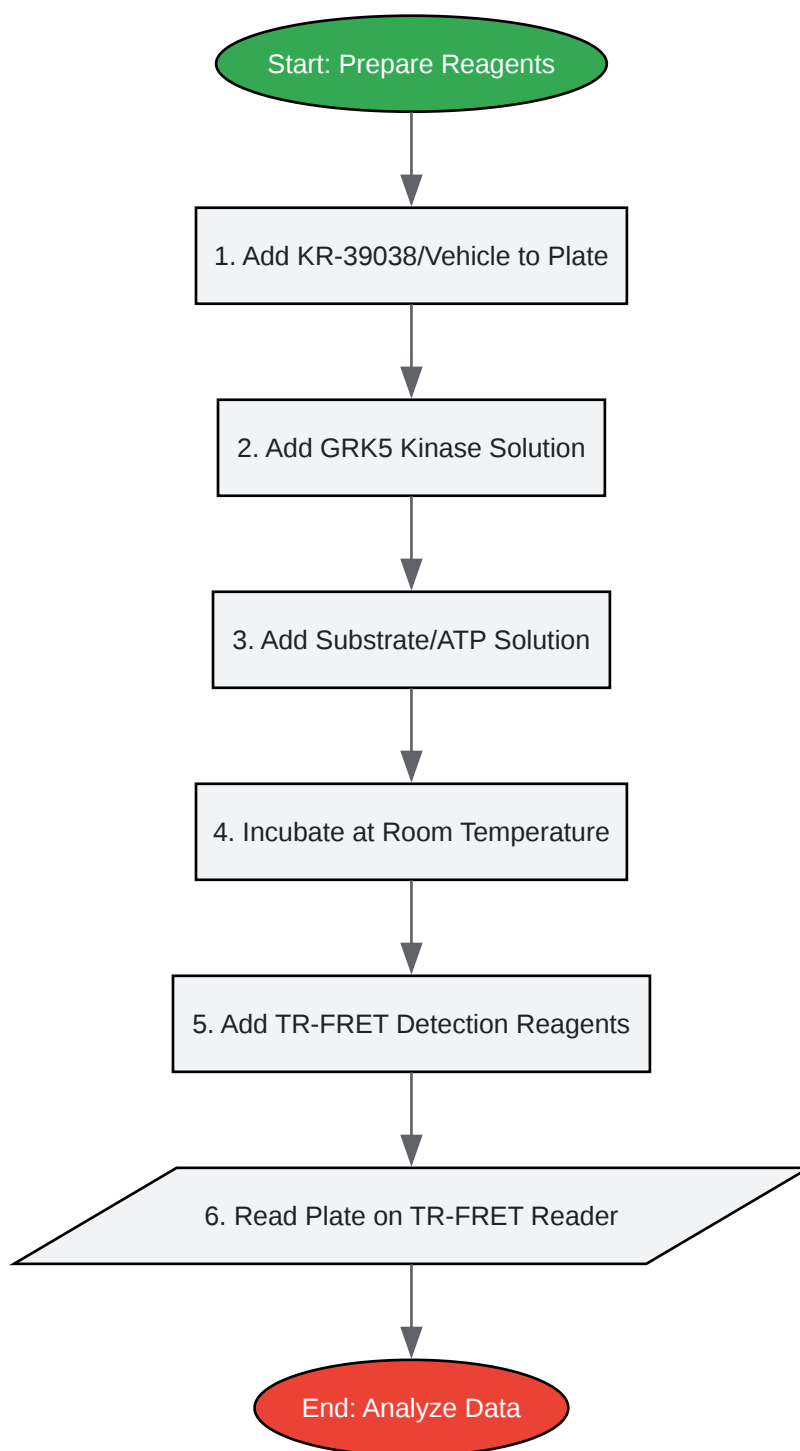 Start: Prepare Reagents
1. Add KR-39038/Vehicle to Plate
2. Add GRK5 Kinase Solution
3. Add Substrate/ATP Solution
4. Incubate at Room Temperature
5. Add TR-FRET Detection Reagents
6. Read Plate on TR-FRET Reader
End: Analyze Data